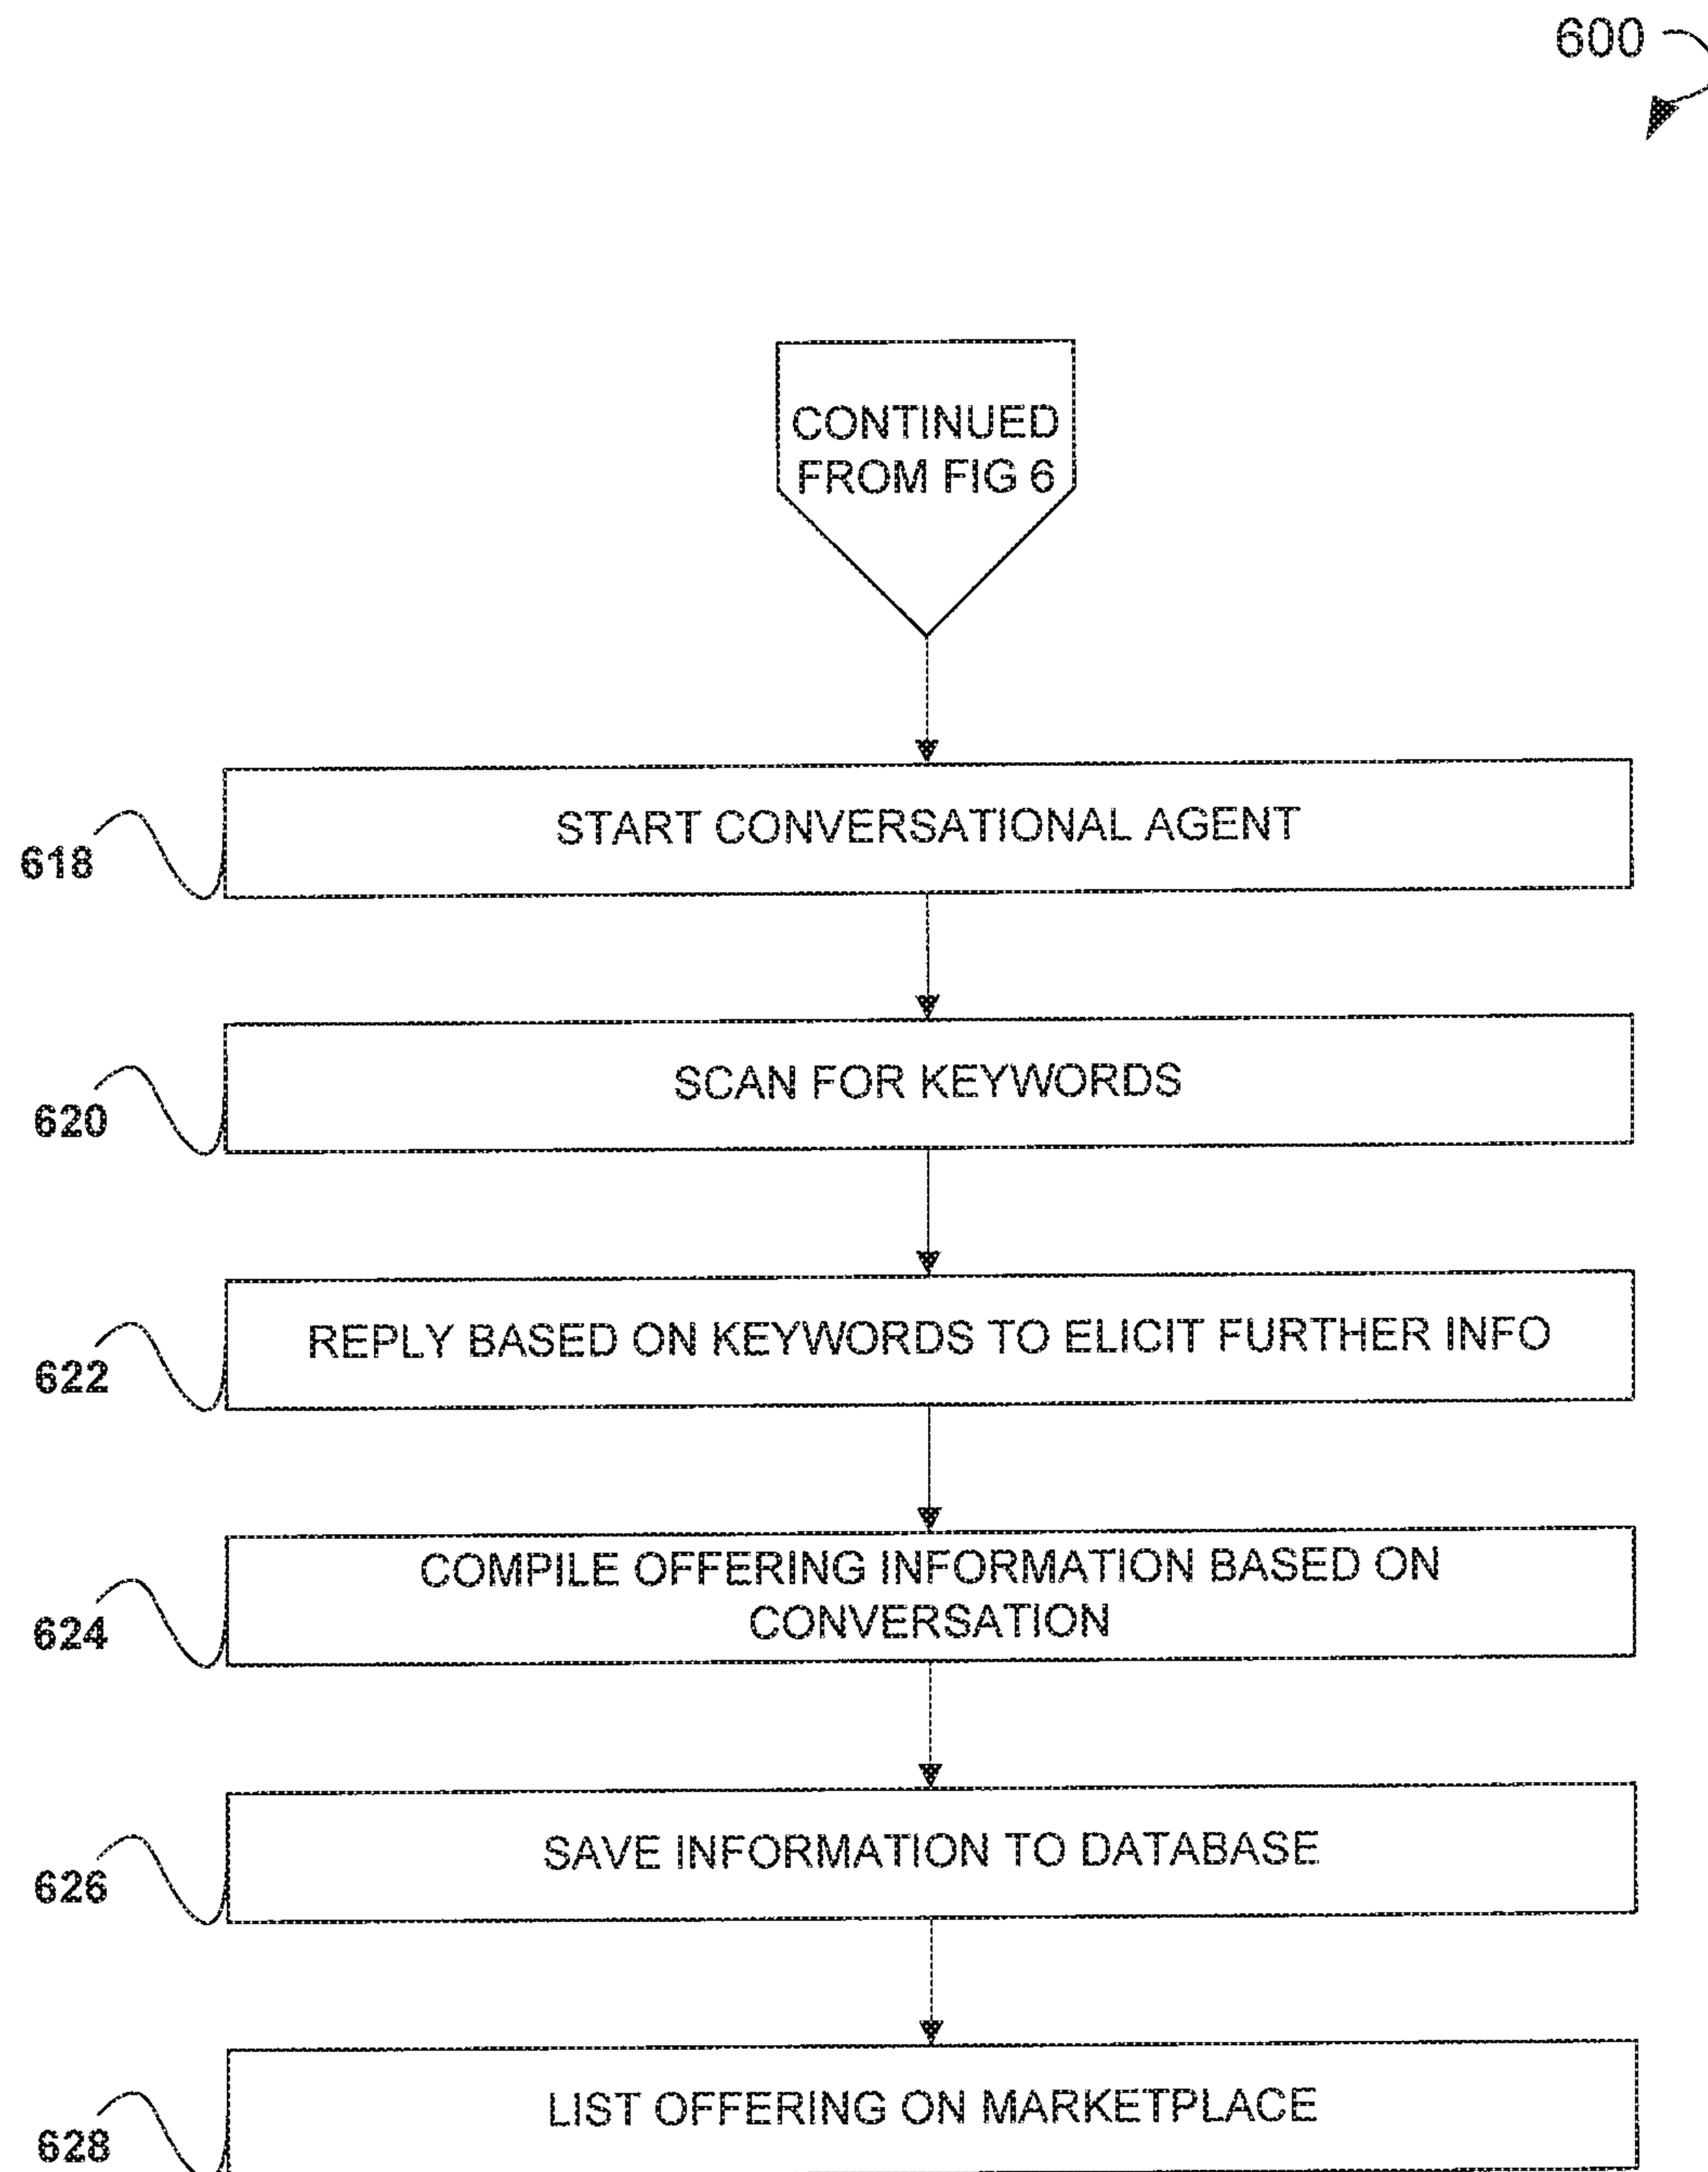 600
CONTINUED
FROM FIG 6
START CONVERSATIONAL AGENT
618
SCAN FOR KEYWORDS
620
REPLY BASED ON KEYWORDS TO ELICIT FURTHER INFO
622
COMPILE OFFERING INFORMATION BASED ON
CONVERSATION
624
SAVE INFORMATION TO DATABASE
626
LIST OFFERING ON MARKETPLACE
628